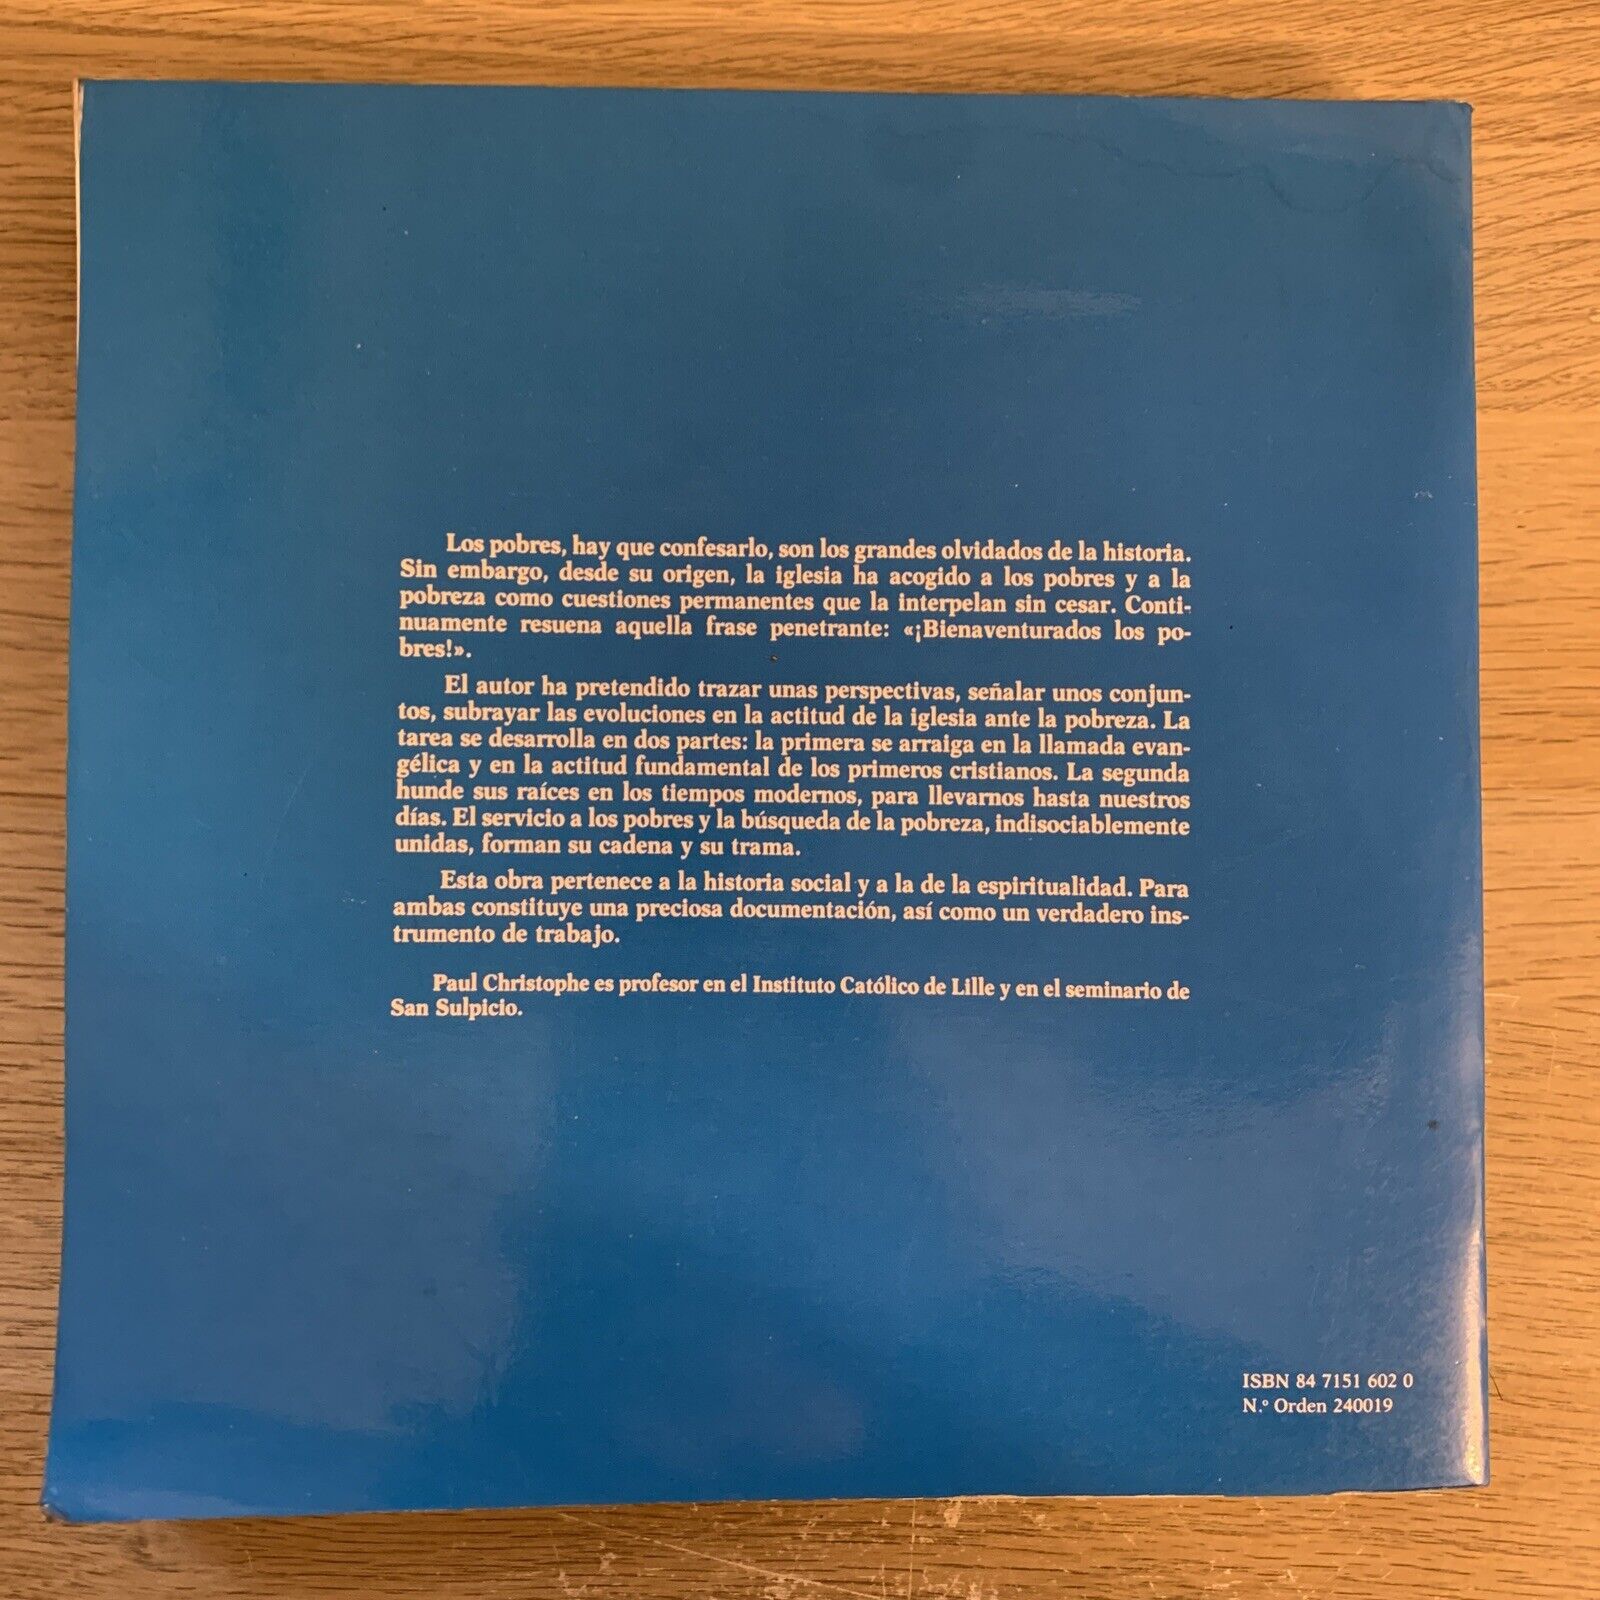 Los pobres, hay que confesarlo, son los grandes olvidados de la historia.
Sin embargo, desde su origen, la iglesia ha acogido a los pobres y a la
pobreza como cuestiones permanentes que la interpelan sin cesar. Conti-
nuamente resuena aquella frase penetrante: «¡Bienaventurados los po-
bres!».
El autor ha pretendido trazar unas perspectivas, señalar unos conjun-
tos, subrayar las evoluciones en la actitud de la iglesia ante la pobreza. La
tarea se desarrolla en dos partes: la primera se arraiga en la llamada evan-
gélica y en la actitud fundamental de los primeros cristianos. La segunda
hunde sus raíces en los tiempos modernos, para llevarnos hasta nuestros
días. El servicio a los pobres y la búsqueda de la pobreza, indisociablemente
unidas, forman su cadena y su trama.
Esta obra pertenece a la historia social y a la de la espiritualidad. Para
ambas constituye una preciosa documentación, así como un verdadero ins-
trumento de trabajo.
Paul Christophe es profesor en el Instituto Católico de Lille y en el seminario de
San Sulpicio.
ISBN 84 7151 602 0
N.º Orden 240019